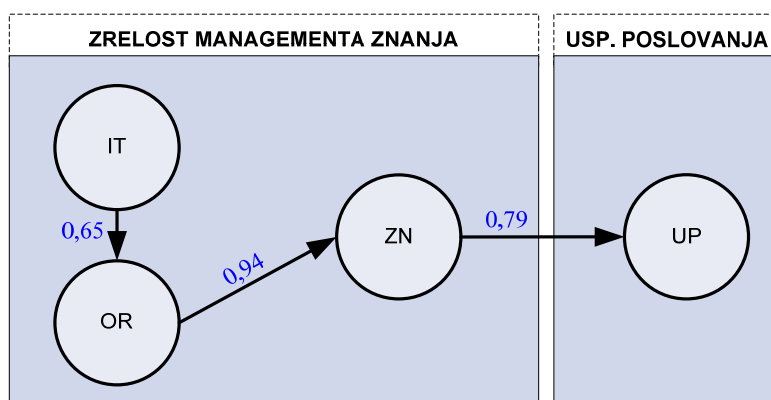 ZRELOST MANAGEMENTA ZNANJA
USP. POSLOVANJA
IT
0,65
OR
0,94
ZN
0,79
UP